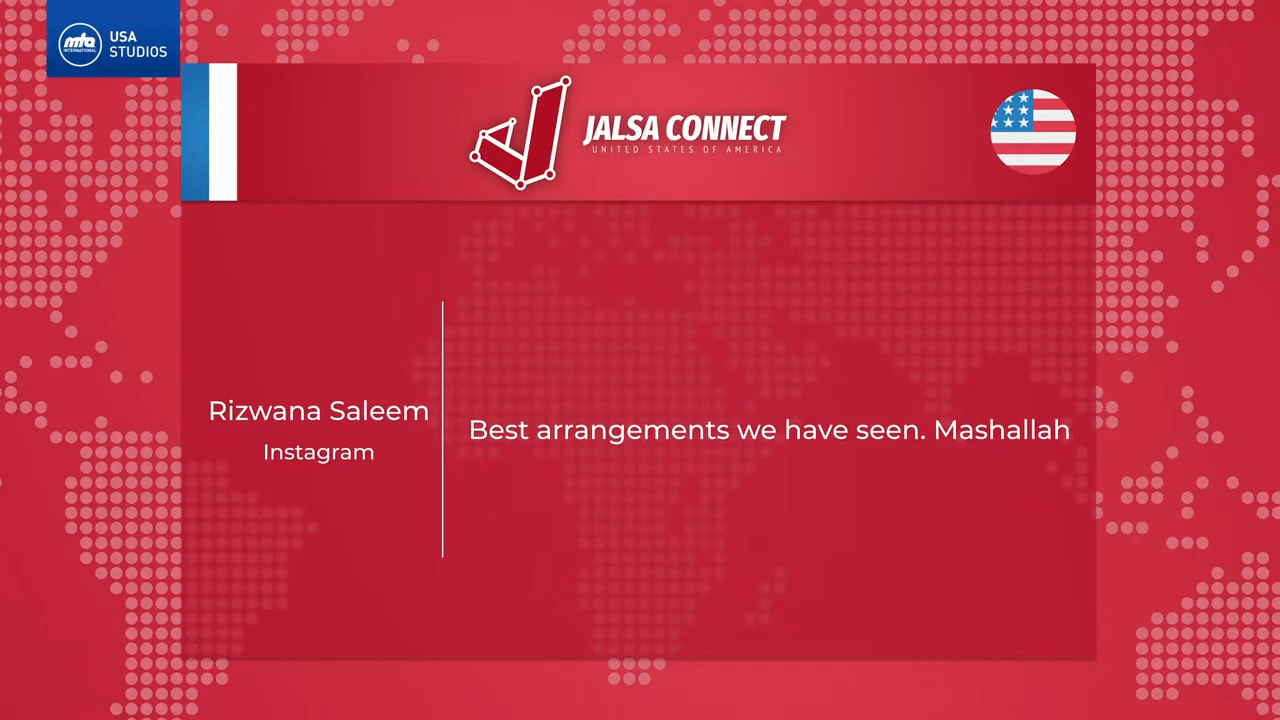 mta
INTERNATIONAL
USA
STUDIOS
JALSA CONNECT
UNITED STATES OF AMERICA
Rizwana Saleem
Instagram
Best arrangements we have seen. Mashallah